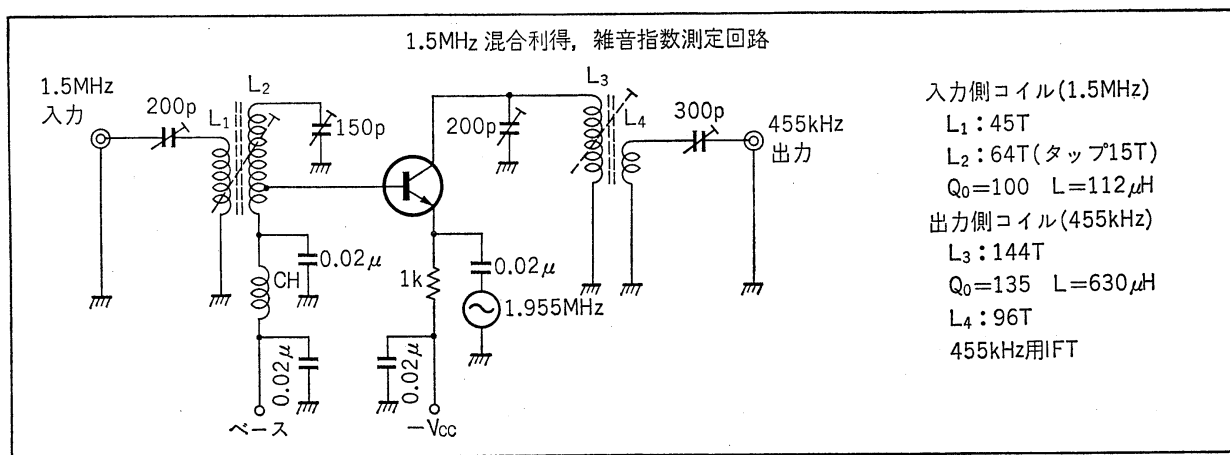 1.5MHz 混合利得，雑音指数測定回路
1.5MHz
入力
200p
L₁
L₂
150p
0.02μ
CH
0.02μ
ベース
1k
0.02μ
1.955MHz
0.02μ
−Vcc
200p
L₃
L₄
300p
455kHz
出力
入力側コイル(1.5MHz)
L₁：45T
L₂：64T(タップ15T)
Q₀=100 L=112μH
出力側コイル(455kHz)
L₃：144T
Q₀=135 L=630μH
L₄：96T
455kHz用IFT